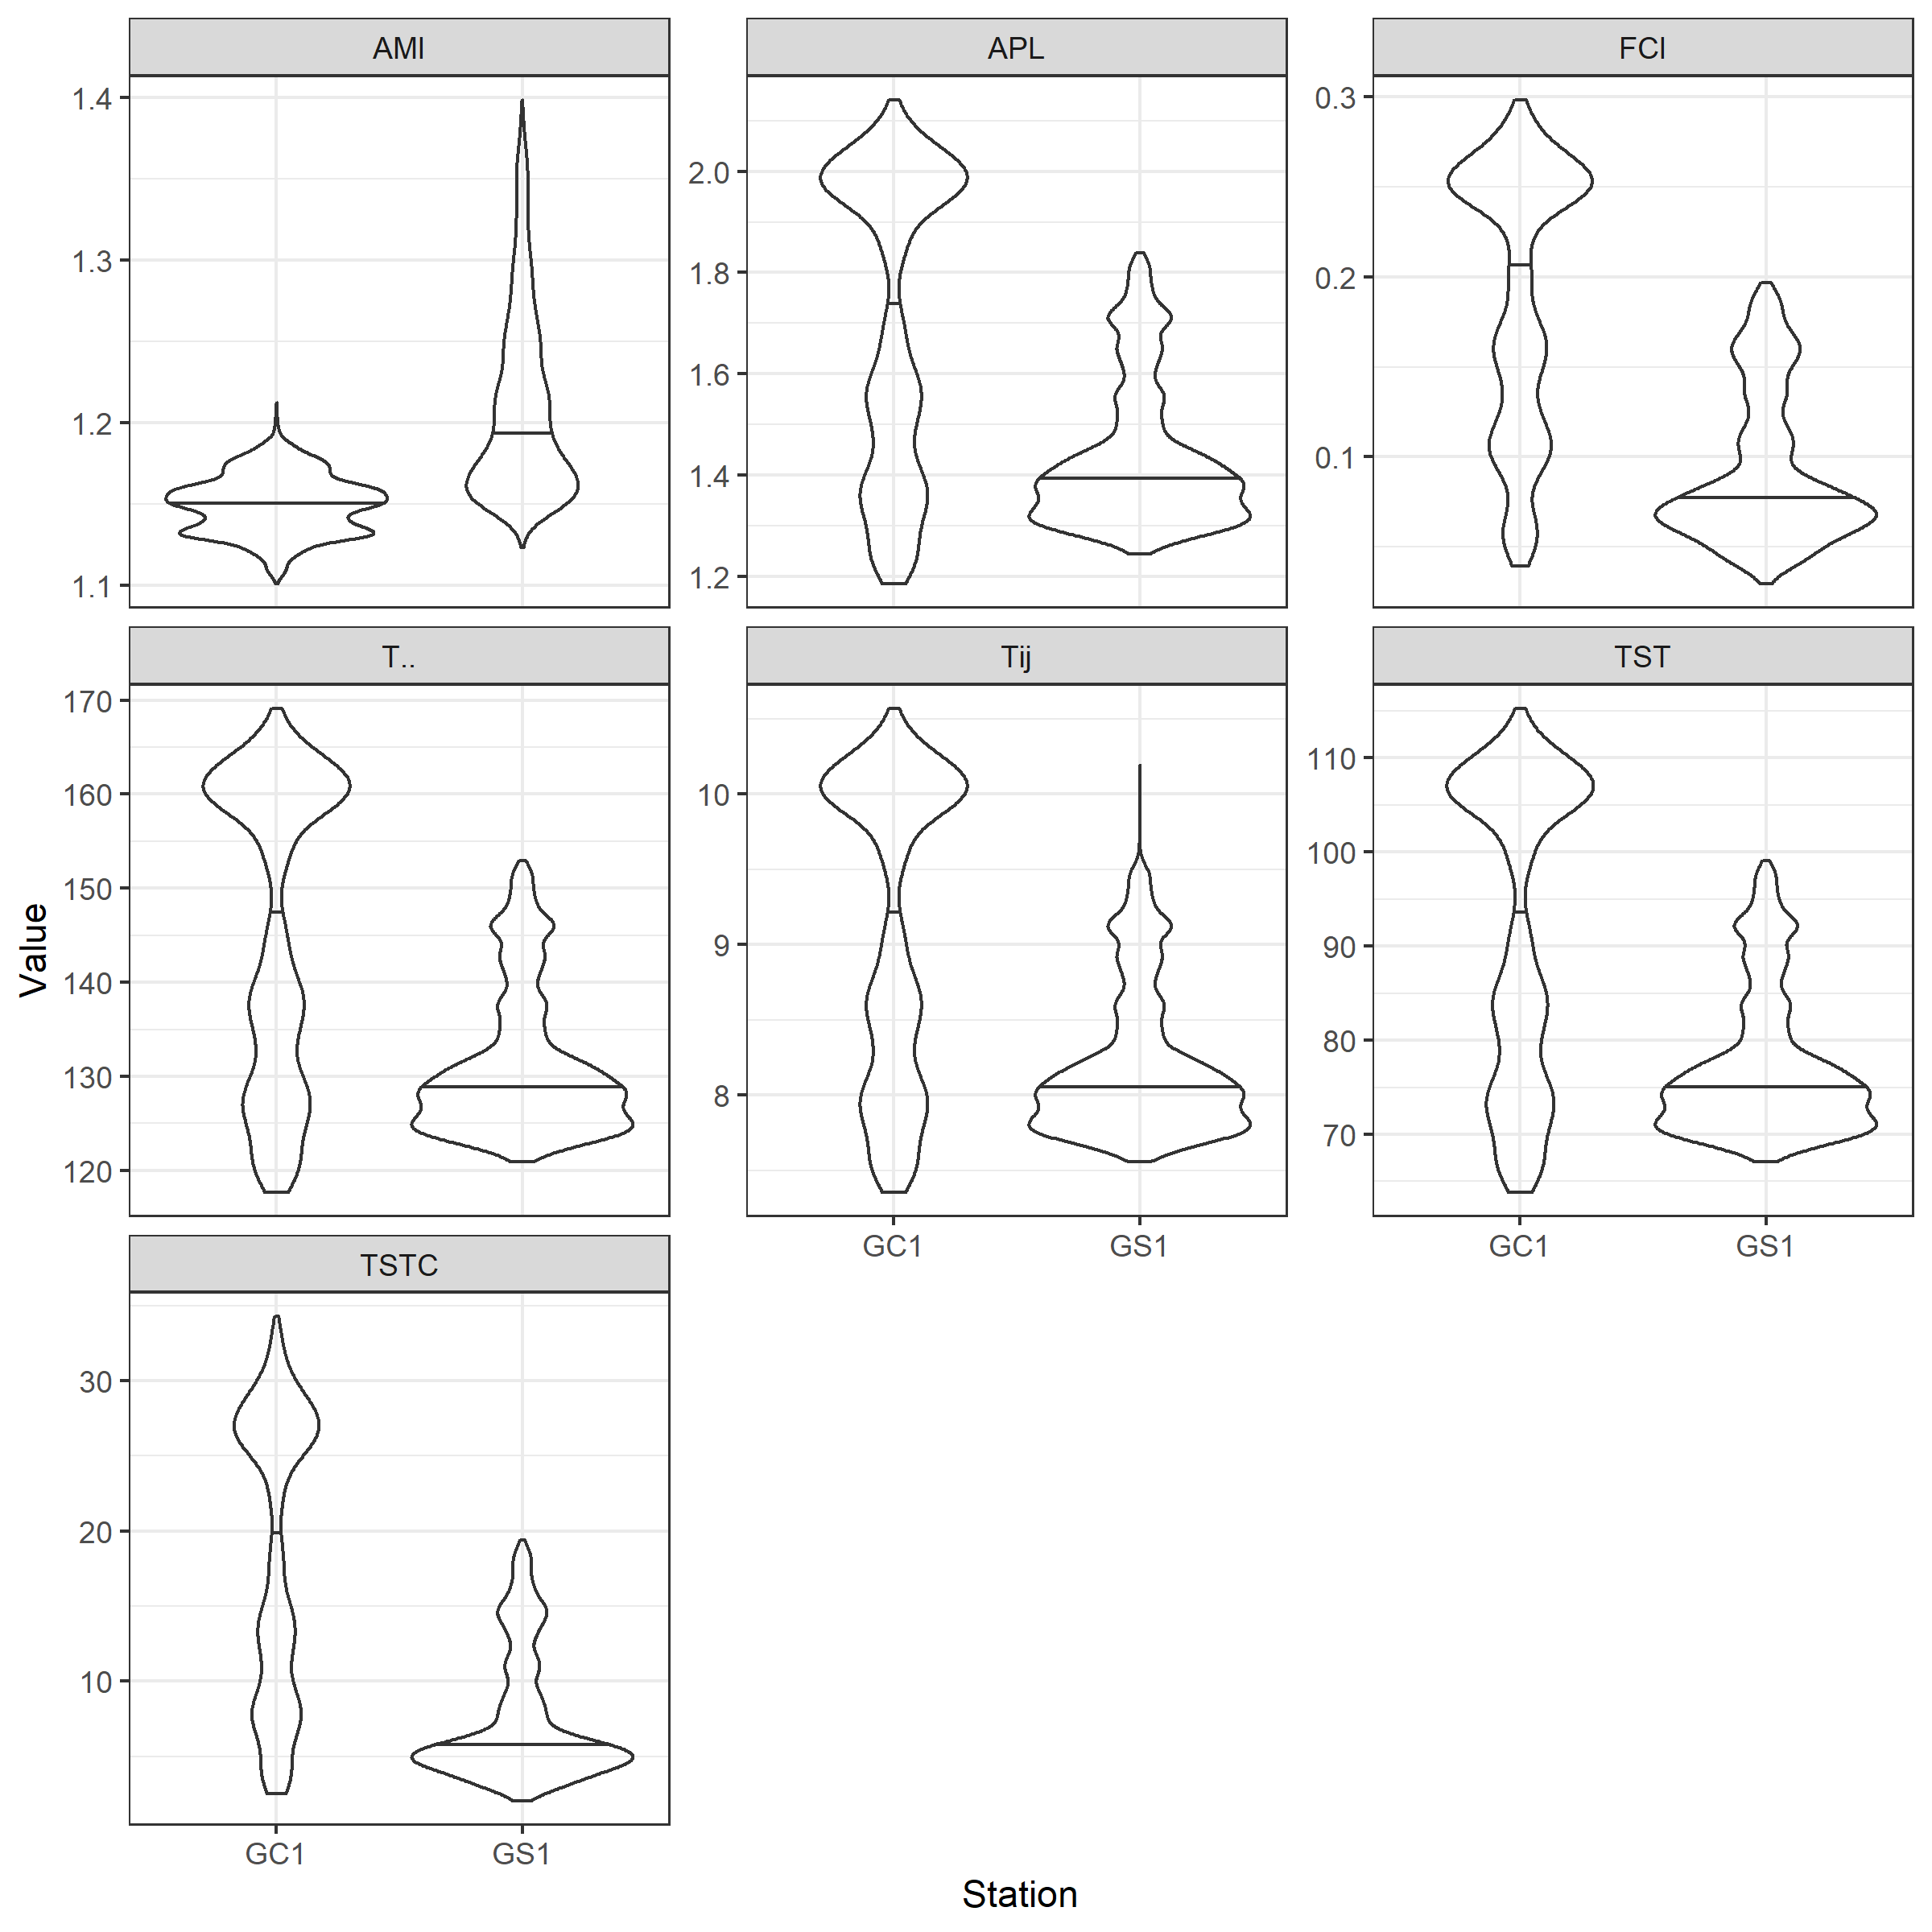 AMI
APL
FCI
1.4
1.3
1.2
1.1
2.0
1.8
1.6
1.4
1.2
0.3
0.2
0.1
T..
Tij
TST
170
160
150
140
130
120
10
9
8
110
100
90
80
70
GC1
GS1
GC1
GS1
TSTC
30
20
10
GC1
GS1
Value
Station